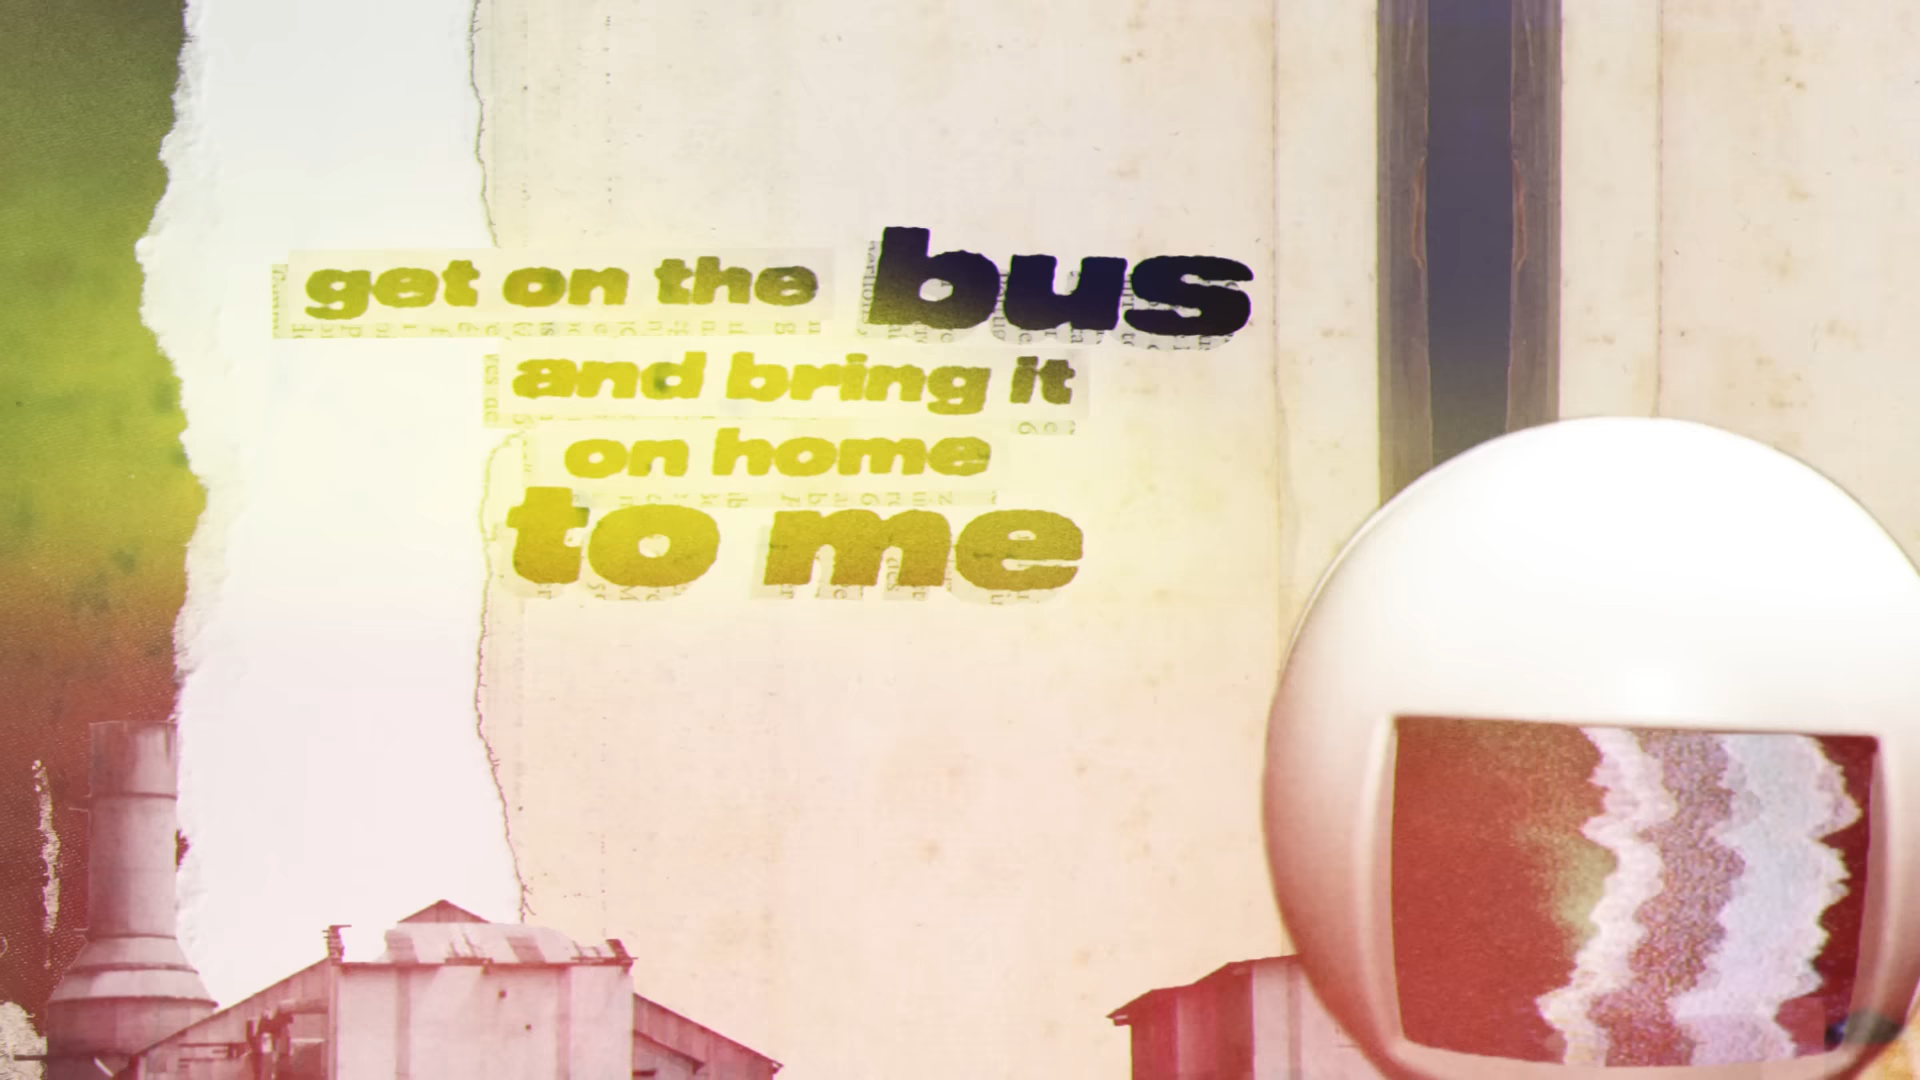 get on the bus
and bring it
on home
to me